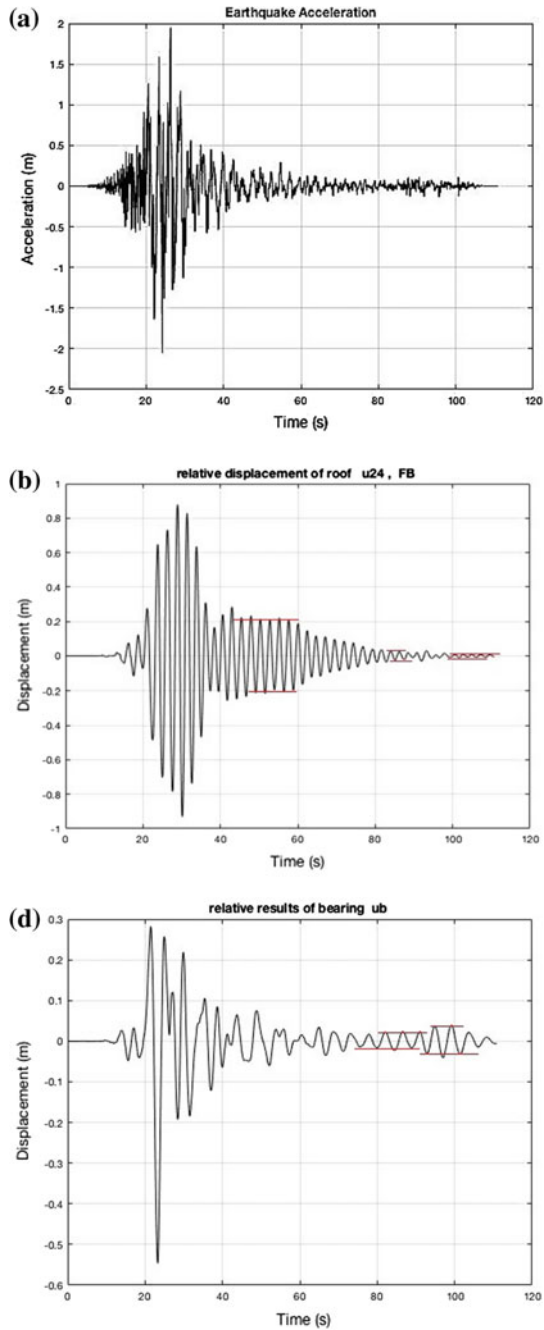 (a)
Earthquake Acceleration
2
1.5
1
0.5
0
-0.5
-1
-1.5
-2
-2.5
Acceleration (m)
0 20 40 60 80 100 120
Time (s)
(b)
relative displacement of roof u24 , FB
1
0.8
0.6
0.4
0.2
0
-0.2
-0.4
-0.6
-0.8
-1
Displacement (m)
0 20 40 60 80 100 120
Time (s)
(d)
relative results of bearing ub
0.3
0.2
0.1
0
-0.1
-0.2
-0.3
-0.4
-0.5
-0.6
Displacement (m)
0 20 40 60 80 100 120
Time (s)